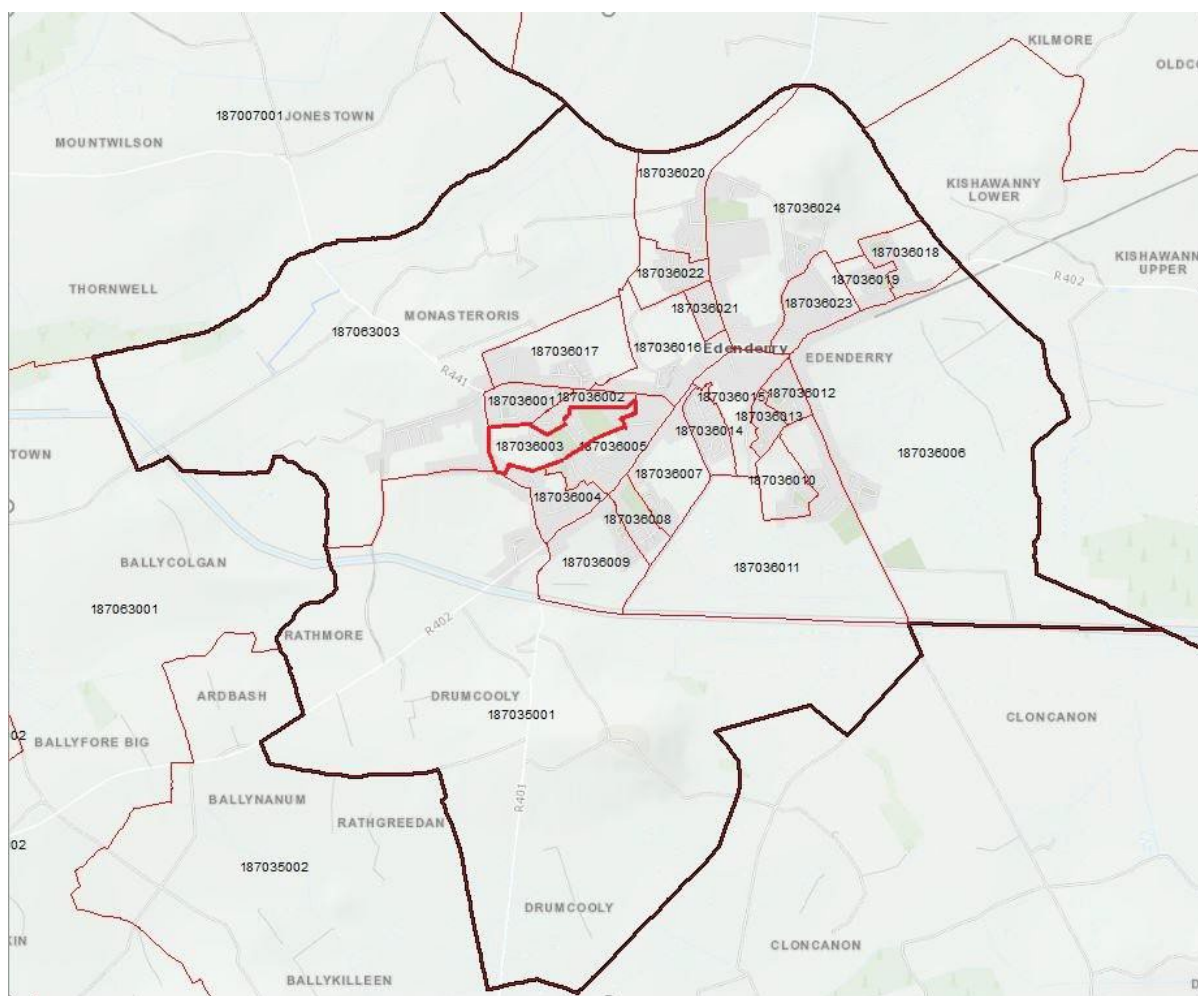 KILMORE
OLDCO
187007001 JONESTOWN
MOUNTWILSON
187036020
KISHAWANNY
LOWER
187036024
187036018
KISHAWANN
UPPER
187036022
187036019
R402
THORNWELL
187036021
187036023
MONASTERORIS
187063003
187036017
187036016
Edenderry
EDENDERRY
R441
187036001
187036002
187036015
187036012
187036013
187036003
187036005
187036014
TOWN
187036006
187036007
187036010
187036004
187036008
BALLYCOLGAN
187036009
187036011
187063001
R402
RATHMORE
ARDBASH
DRUMCOOLY
187035001
CLONCANON
02
BALLYFORE BIG
BALLYNANUM
R401
RATHGREEDAN
02
187035002
DRUMCOOLY
KIN
CLONCANON
BALLYKILLEEN
D